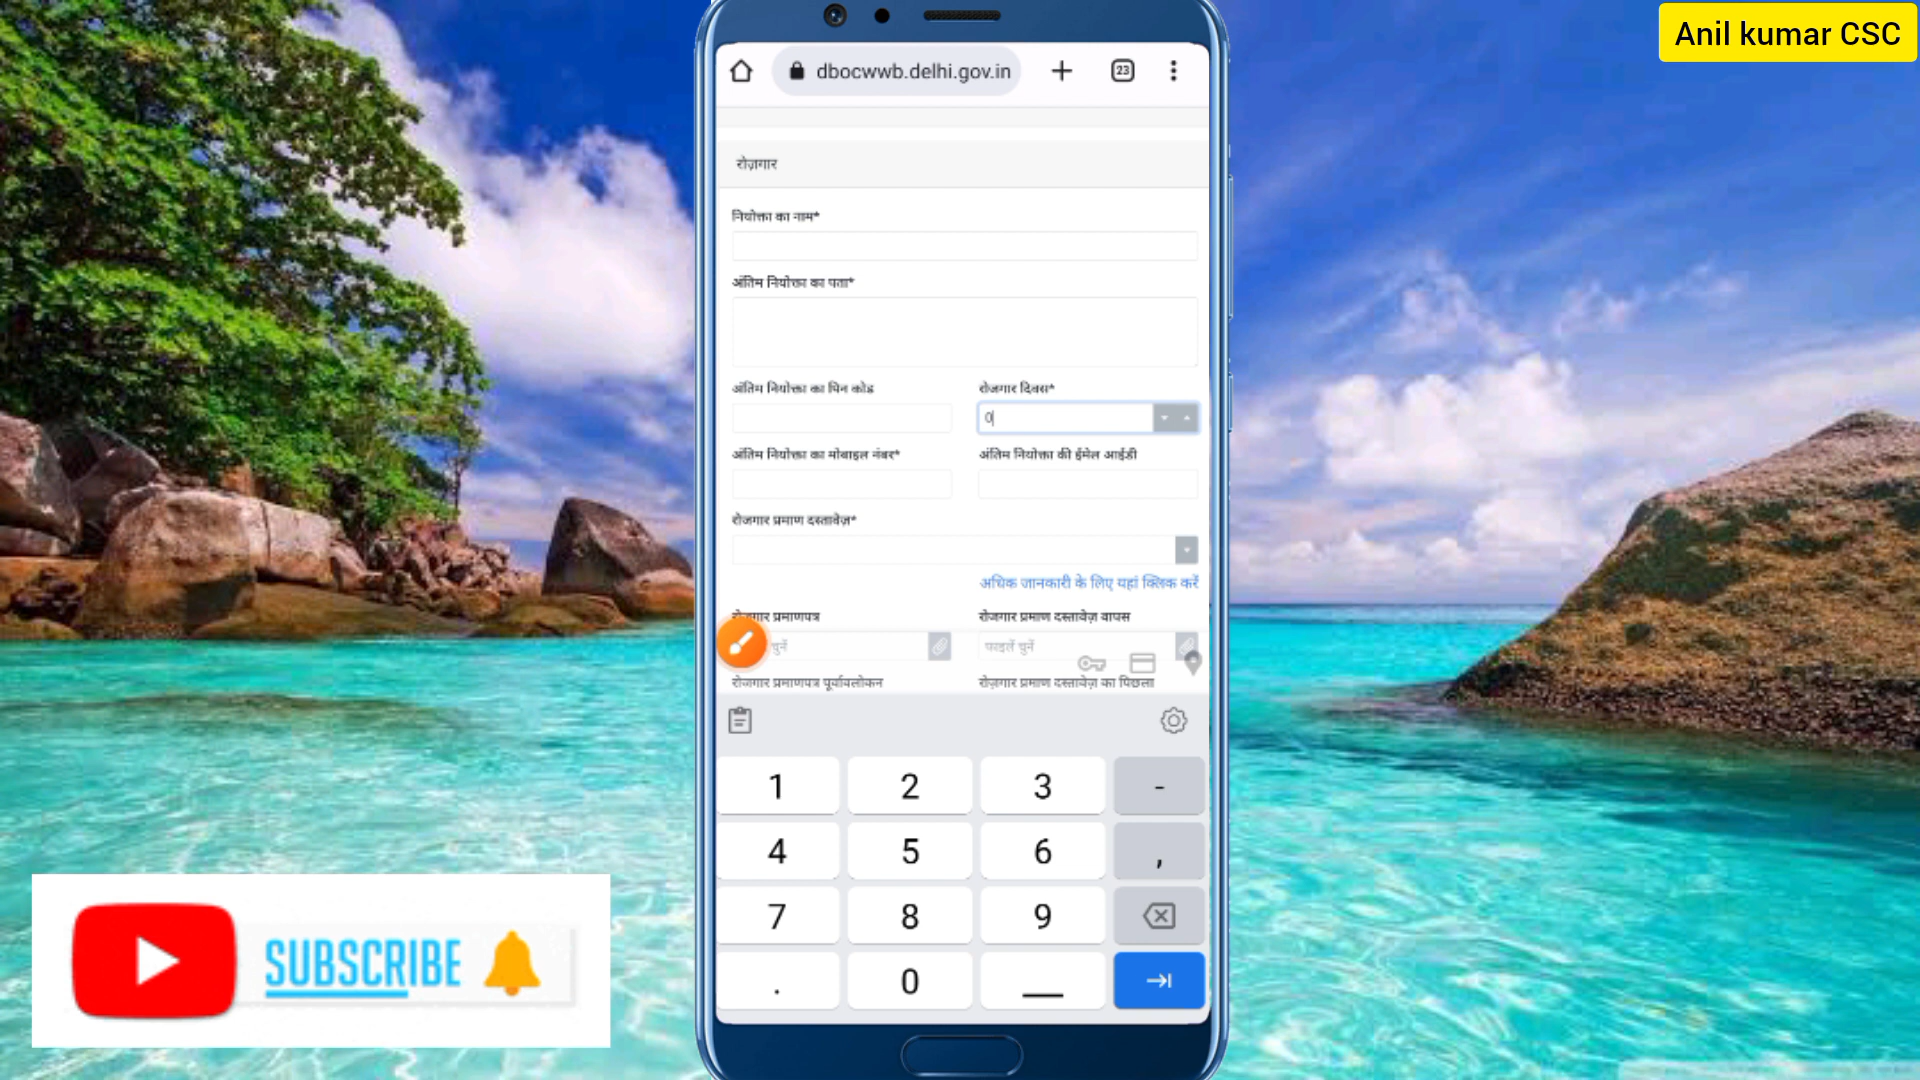 Anil kumar CSC
dbocwwb.delhi.gov.in
23
रोज़गार
नियोक्ता का नाम*
अंतिम नियोक्ता का पता*
अंतिम नियोक्ता का पिन कोड
रोजगार दिवस*
0
अंतिम नियोक्ता का मोबाइल नंबर*
अंतिम नियोक्ता की ईमेल आईडी
रोजगार प्रमाण दस्तावेज़*
अधिक जानकारी के लिए यहां क्लिक करें
रोजगार प्रमाणपत्र
रोजगार प्रमाण दस्तावेज़ वापस
चुनें
फाइलें चुनें
रोजगार प्रमाणपत्र पूर्वावलोकन
रोज़गार प्रमाण दस्तावेज़ का पिछला
1 2 3 -
4 5 6 ,
7 8 9
. 0
SUBSCRIBE